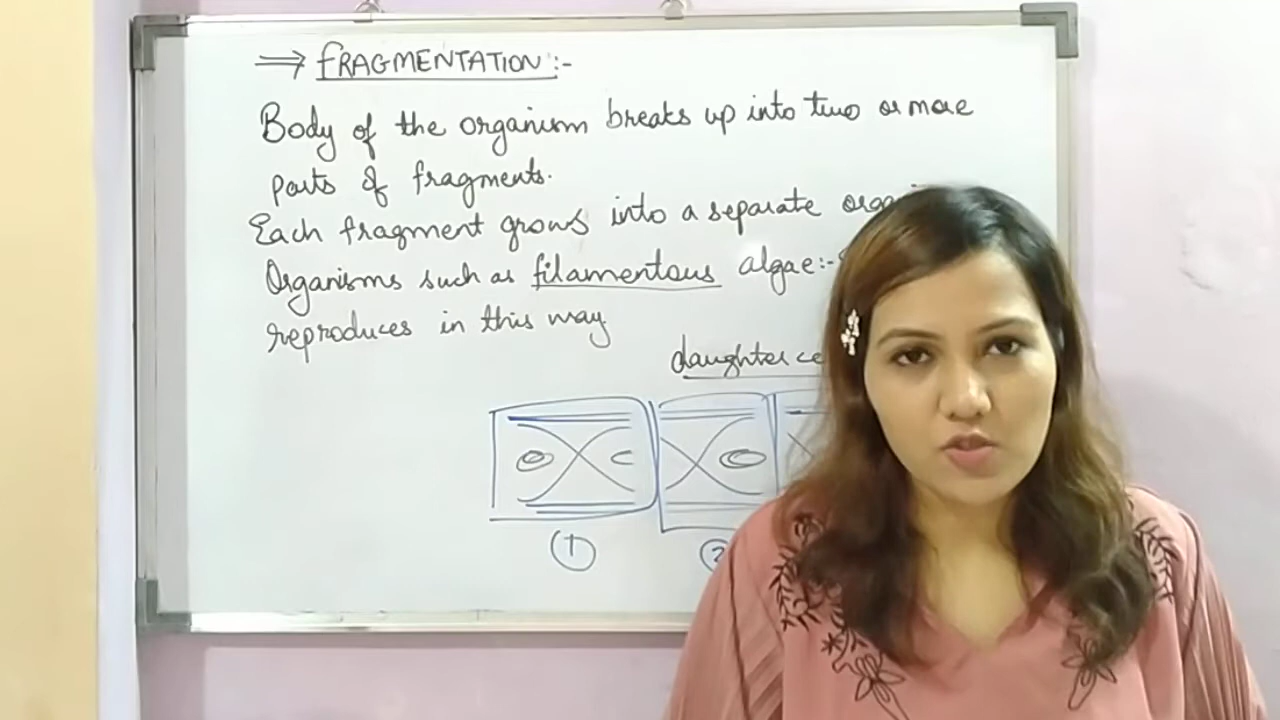 ⇒ FRAGMENTATION :-
Body of the organism breaks up into two or more
parts of fragments.
Each fragment grows into a separate
Organisms such as filamentous algae:-
reproduces in this way
daughter
①
②